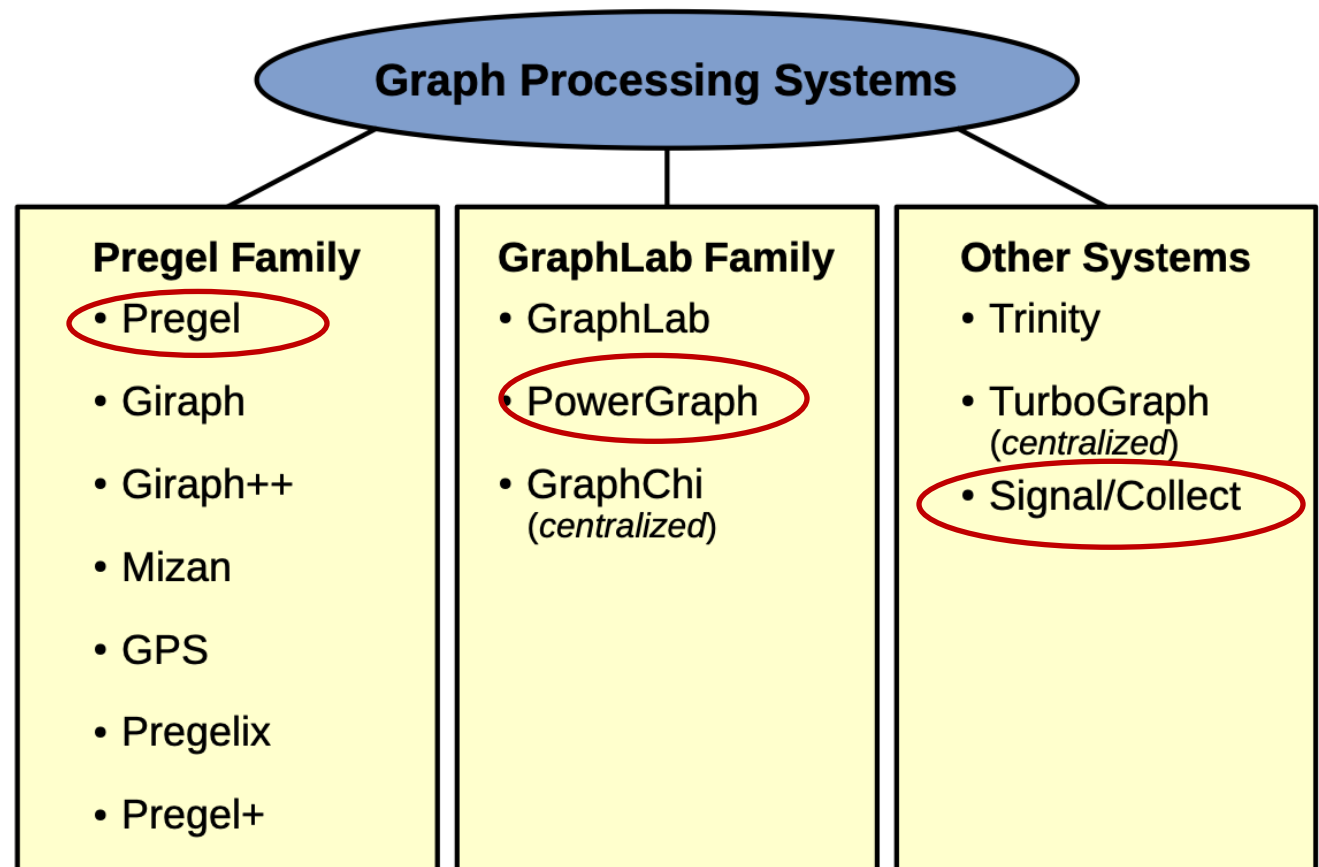 Graph Processing Systems
Pregel Family
• Pregel
• Giraph
• Giraph++
• Mizan
• GPS
• Pregelix
• Pregel+
GraphLab Family
• GraphLab
• PowerGraph
• GraphChi
(centralized)
Other Systems
• Trinity
• TurboGraph
(centralized)
• Signal/Collect